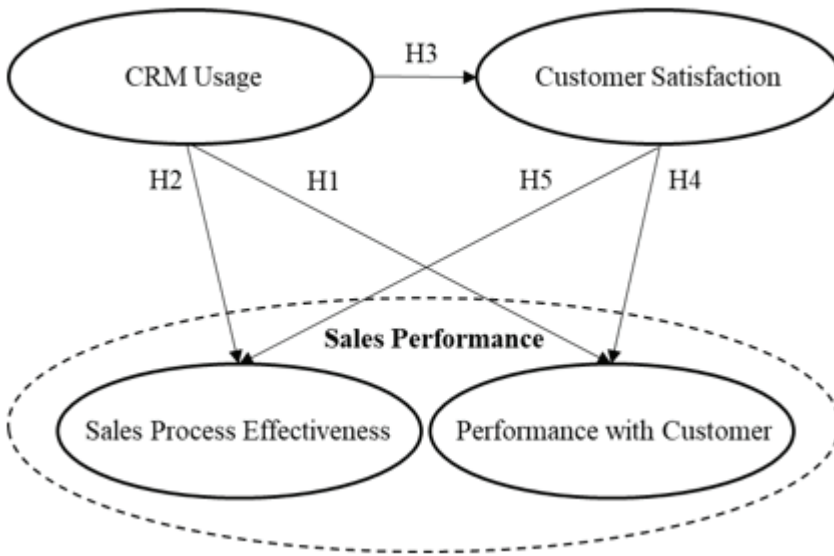 H3
CRM Usage
Customer Satisfaction
H2
H1
H5
H4
Sales Performance
Sales Process Effectiveness
Performance with Customer